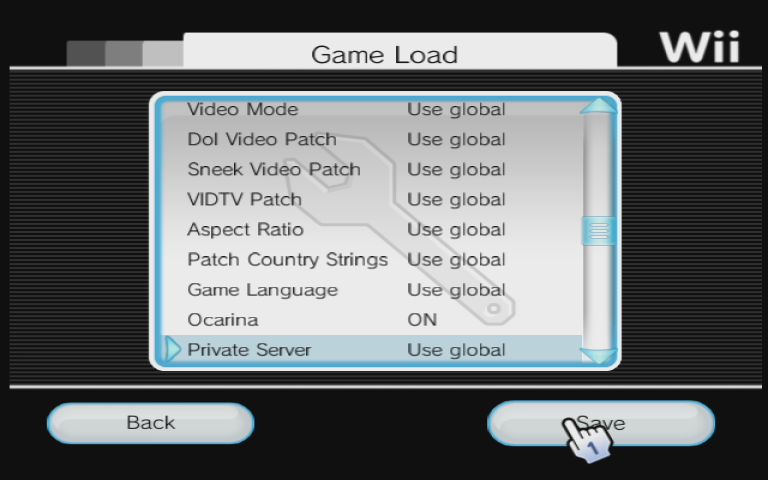 Game Load
Wii
Video Mode Use global
Dol Video Patch Use global
Sneek Video Patch Use global
VIDTV Patch Use global
Aspect Ratio Use global
Patch Country Strings Use global
Game Language Use global
Ocarina ON
Private Server Use global
Back
Save
1